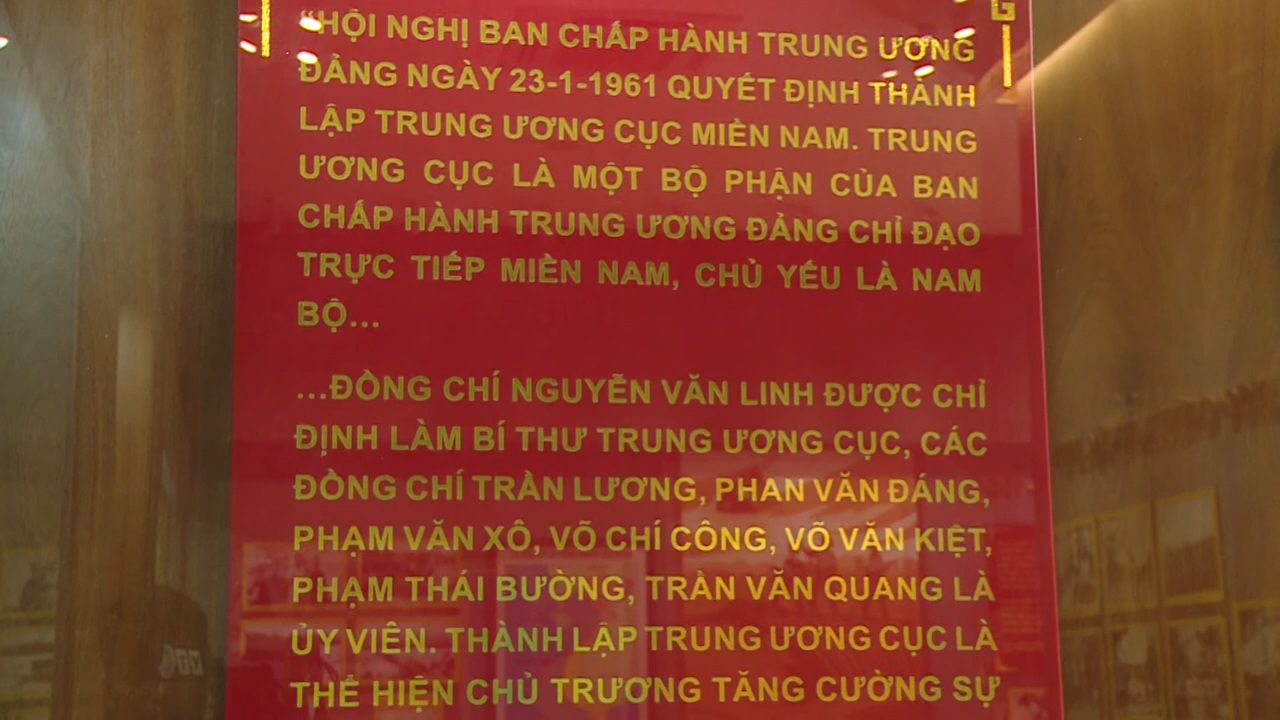 "HỘI NGHỊ BAN CHẤP HÀNH TRUNG ƯƠNG
ĐẢNG NGÀY 23-1-1961 QUYẾT ĐỊNH THÀNH
LẬP TRUNG ƯƠNG CỤC MIỀN NAM. TRUNG
ƯƠNG CỤC LÀ MỘT BỘ PHẬN CỦA BAN
CHẤP HÀNH TRUNG ƯƠNG ĐẢNG CHỈ ĐẠO
TRỰC TIẾP MIỀN NAM, CHỦ YẾU LÀ NAM
BỘ...
...ĐỒNG CHÍ NGUYỄN VĂN LINH ĐƯỢC CHỈ
ĐỊNH LÀM BÍ THƯ TRUNG ƯƠNG CỤC, CÁC
ĐỒNG CHÍ TRẦN LƯƠNG, PHAN VĂN ĐÁNG,
PHẠM VĂN XÔ, VÕ CHÍ CÔNG, VÕ VĂN KIỆT,
PHẠM THÁI BƯỜNG, TRẦN VĂN QUANG LÀ
ỦY VIÊN. THÀNH LẬP TRUNG ƯƠNG CỤC LÀ
THỂ HIỆN CHỦ TRƯƠNG TĂNG CƯỜNG SỰ